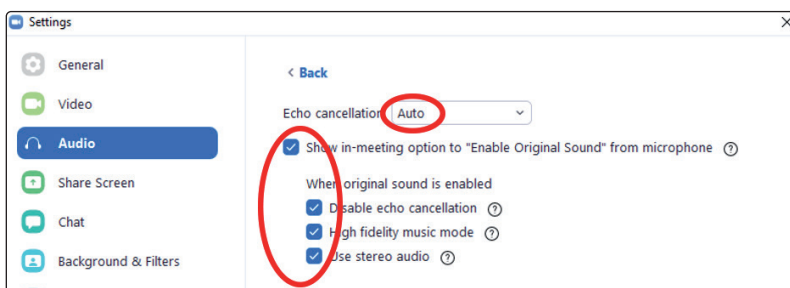 Settings
General
Video
Audio
Share Screen
Chat
Background & Filters
< Back
Echo cancellation Auto
Show in-meeting option to "Enable Original Sound" from microphone
When original sound is enabled
Disable echo cancellation
High fidelity music mode
Use stereo audio